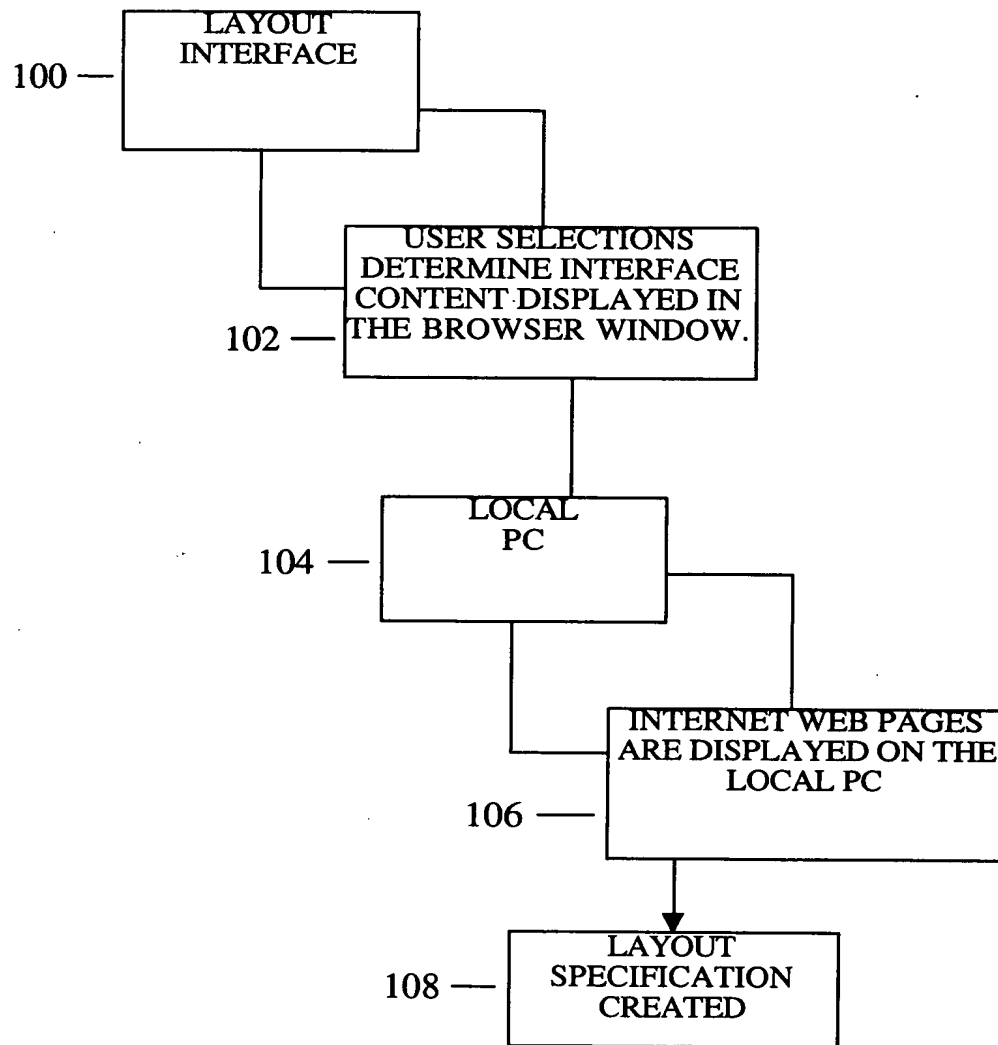 LAYOUT
INTERFACE
100
USER SELECTIONS
DETERMINE INTERFACE
CONTENT DISPLAYED IN
THE BROWSER WINDOW.
102
LOCAL
PC
104
INTERNET WEB PAGES
ARE DISPLAYED ON THE
LOCAL PC
106
LAYOUT
SPECIFICATION
CREATED
108